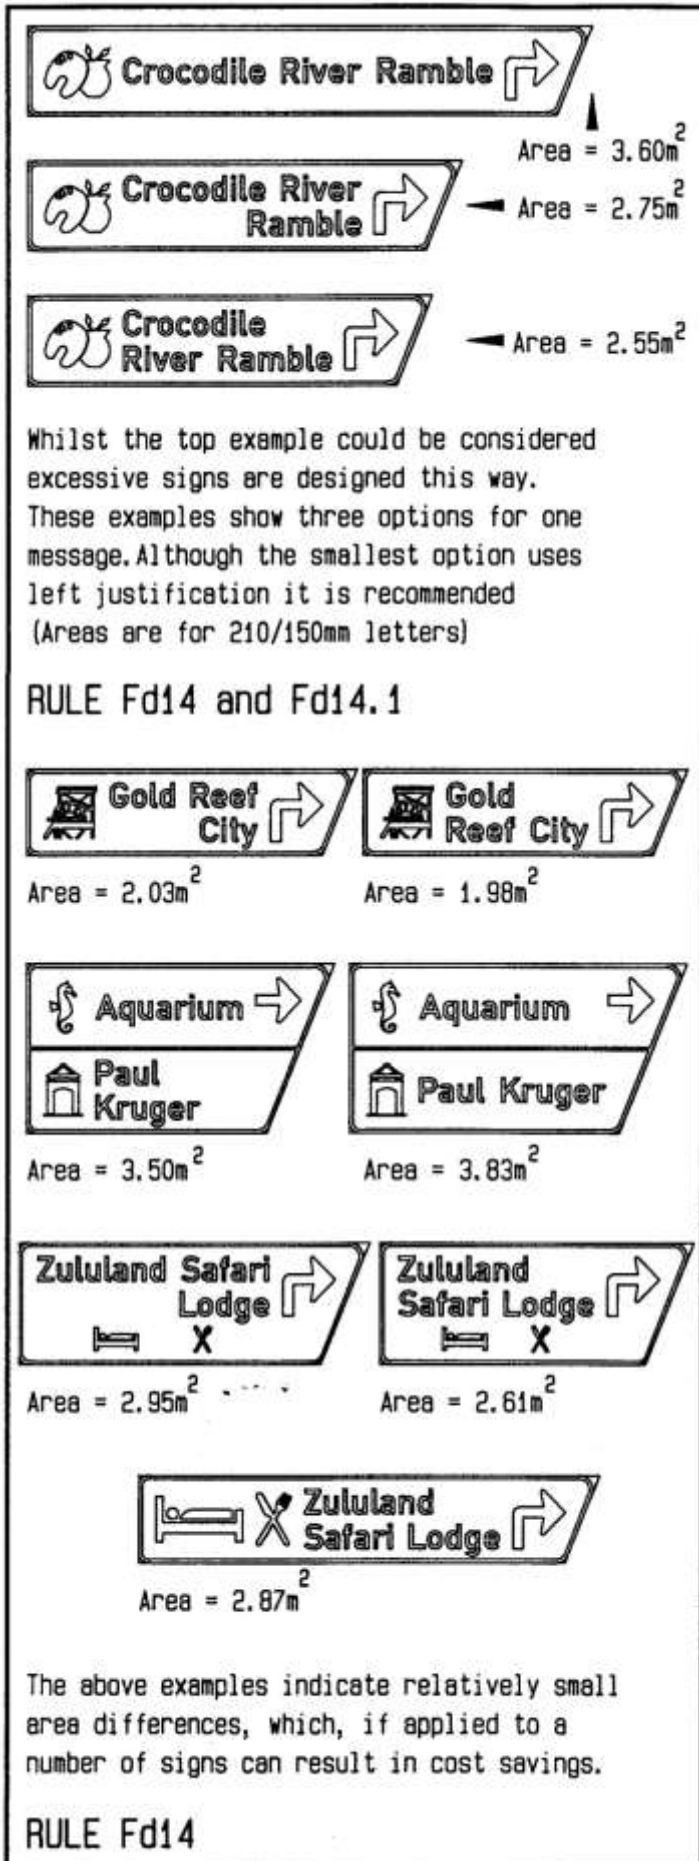 Crocodile River Ramble
Area = 3.60m²
Crocodile River
Ramble
Area = 2.75m²
Crocodile
River Ramble
Area = 2.55m²
Whilst the top example could be considered
excessive signs are designed this way.
These examples show three options for one
message. Although the smallest option uses
left justification it is recommended
(Areas are for 210/150mm letters)
RULE Fd14 and Fd14.1
Gold Reef
City
Gold
Reef City
Area = 2.03m²
Area = 1.98m²
Aquarium
Paul
Kruger
Aquarium
Paul Kruger
Area = 3.50m²
Area = 3.83m²
Zululand Safari
Lodge
Zululand
Safari Lodge
Area = 2.95m²
Area = 2.61m²
Zululand
Safari Lodge
Area = 2.87m²
The above examples indicate relatively small
area differences, which, if applied to a
number of signs can result in cost savings.
RULE Fd14